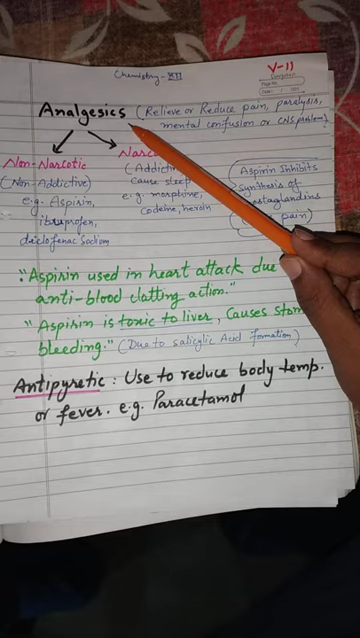 Chemistry - XII
V-11
Analgesics (Relieve or Reduce pain, paralysis,
mental confusion or CNS problem)
Non-Narcotic
(Non-Addictive)
e.g. Aspirin,
ibuprofen,
diclofenac Sodium
Narc
(Addicti
cause sleep
e.g. morphine,
Codeine, heroin
Aspirin Inhibits
Synthesis of
ostaglandins
pain)
"Aspirin used in heart attack due
anti-blood clotting action."
"Aspirin is toxic to liver, Causes Stom
bleeding." (Due to Salicylic Acid formation)
Antipyretic : Use to reduce body temp.
or fever. e.g. Paracetamol